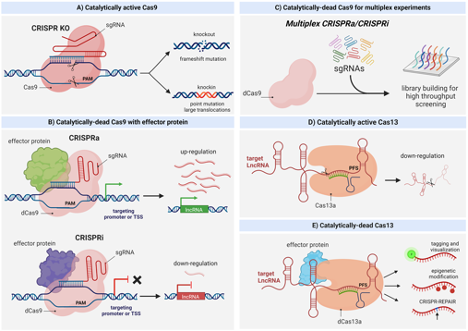 A) Catalytically active Cas9
CRISPR KO
sgRNA
PAM
Cas9
knockout
frameshift mutation
knockin
point mutation
large translocations
B) Catalytically-dead Cas9 with effector protein
CRISPRa
effector protein
sgRNA
PAM
dCas9
targeting
promoter or TSS
up-regulation
lncRNA
CRISPRi
effector protein
sgRNA
PAM
dCas9
targeting
promoter or TSS
down-regulation
lncRNA
C) Catalytically-dead Cas9 for multiplex experiments
Multiplex CRISPRa/CRISPRi
sgRNAs
dCas9
library building for
high throughput
screening
D) Catalytically active Cas13
target
LncRNA
PFS
Cas13a
down-regulation
E) Catalytically-dead Cas13
effector protein
target
LncRNA
PFS
dCas13a
tagging and
visualization
epigenetic
modification
CRISPR-REPAIR